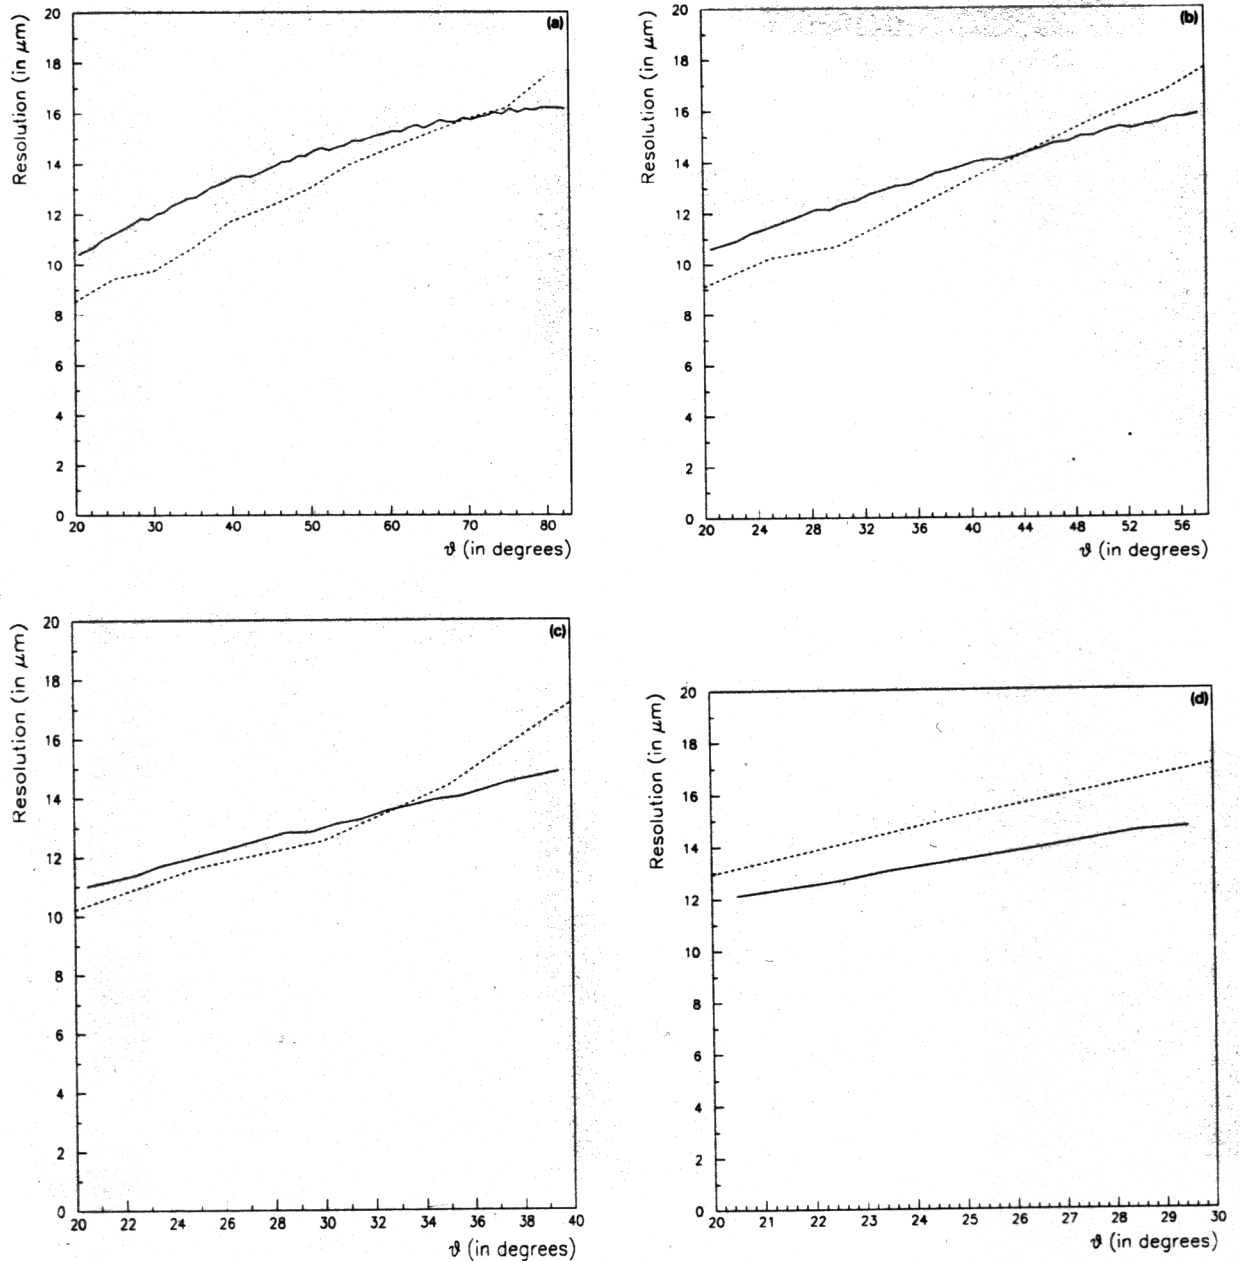 (a)
Resolution (in μm)
20
18
16
14
12
10
8
6
4
2
0
20 30 40 50 60 70 80
ϑ (in degrees)
(b)
Resolution (in μm)
20
18
16
14
12
10
8
6
4
2
0
20 24 28 32 36 40 44 48 52 56
ϑ (in degrees)
(c)
Resolution (in μm)
20
18
16
14
12
10
8
6
4
2
0
20 22 24 26 28 30 32 34 36 38 40
ϑ (in degrees)
(d)
Resolution (in μm)
20
18
16
14
12
10
8
6
4
2
0
20 21 22 23 24 25 26 27 28 29 30
ϑ (in degrees)